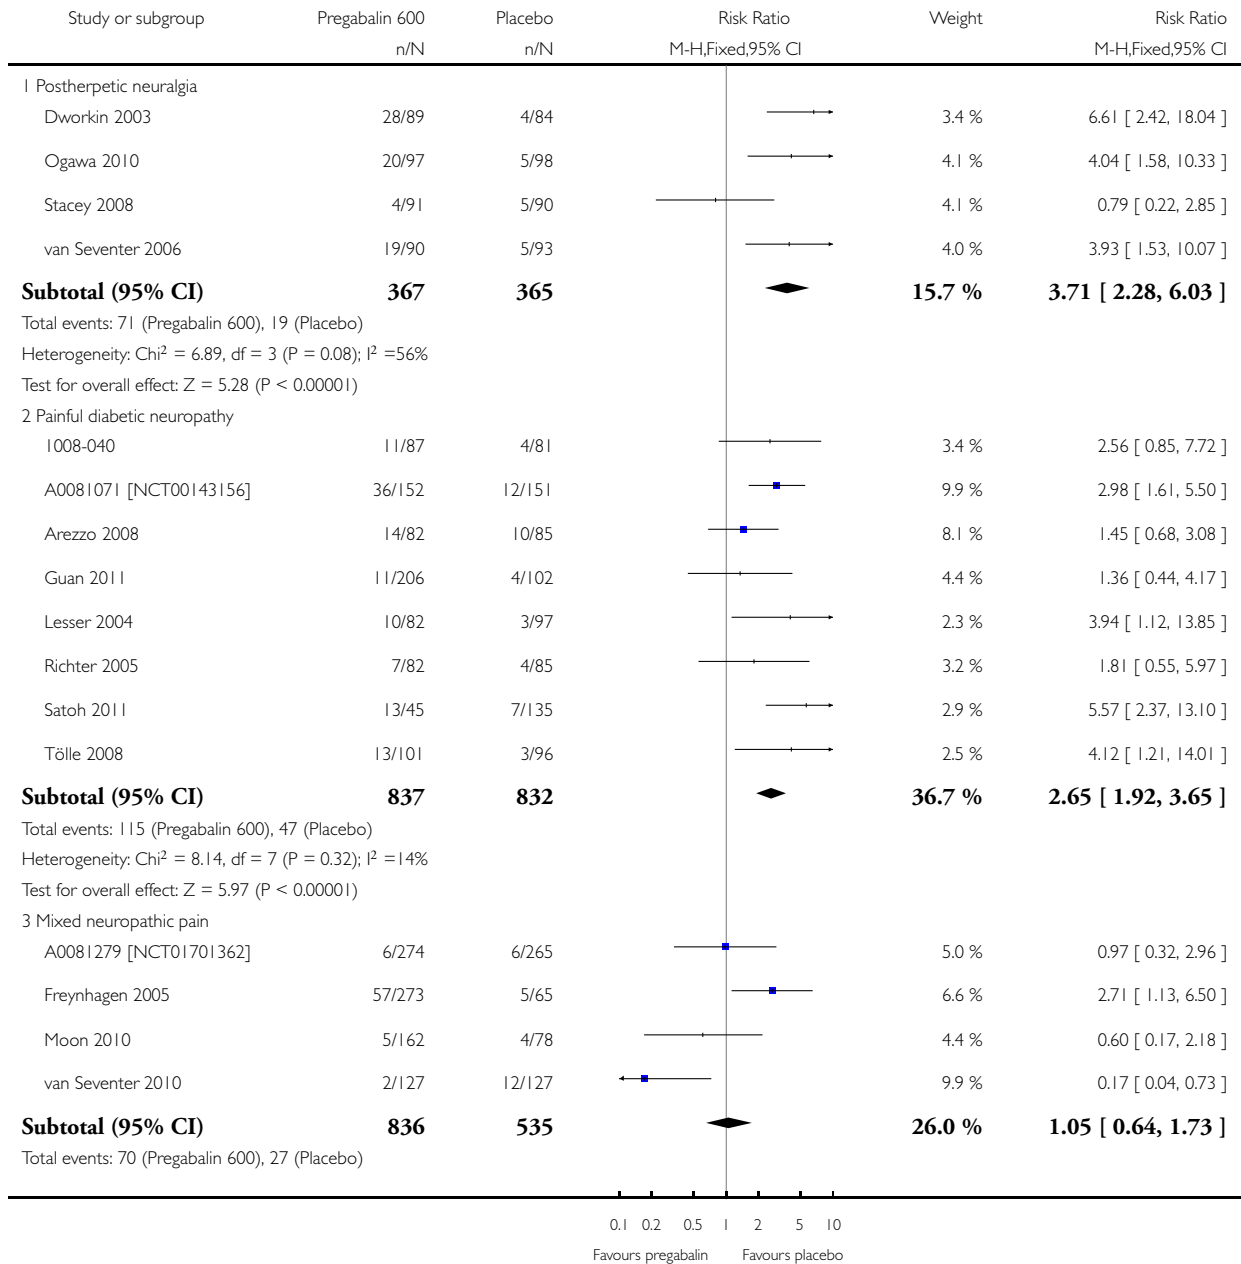 Study or subgroup Pregabalin 600 Placebo Risk Ratio Weight Risk Ratio
n/N n/N M-H,Fixed,95% CI M-H,Fixed,95% CI
1 Postherpetic neuralgia
Dworkin 2003 28/89 4/84 3.4 % 6.61 [ 2.42, 18.04 ]
Ogawa 2010 20/97 5/98 4.1 % 4.04 [ 1.58, 10.33 ]
Stacey 2008 4/91 5/90 4.1 % 0.79 [ 0.22, 2.85 ]
van Seventer 2006 19/90 5/93 4.0 % 3.93 [ 1.53, 10.07 ]
Subtotal (95% CI) 367 365 15.7 % 3.71 [ 2.28, 6.03 ]
Total events: 71 (Pregabalin 600), 19 (Placebo)
Heterogeneity: Chi² = 6.89, df = 3 (P = 0.08); I² =56%
Test for overall effect: Z = 5.28 (P < 0.00001)
2 Painful diabetic neuropathy
1008-040 11/87 4/81 3.4 % 2.56 [ 0.85, 7.72 ]
A0081071 [NCT00143156] 36/152 12/151 9.9 % 2.98 [ 1.61, 5.50 ]
Arezzo 2008 14/82 10/85 8.1 % 1.45 [ 0.68, 3.08 ]
Guan 2011 11/206 4/102 4.4 % 1.36 [ 0.44, 4.17 ]
Lesser 2004 10/82 3/97 2.3 % 3.94 [ 1.12, 13.85 ]
Richter 2005 7/82 4/85 3.2 % 1.81 [ 0.55, 5.97 ]
Satoh 2011 13/45 7/135 2.9 % 5.57 [ 2.37, 13.10 ]
Tölle 2008 13/101 3/96 2.5 % 4.12 [ 1.21, 14.01 ]
Subtotal (95% CI) 837 832 36.7 % 2.65 [ 1.92, 3.65 ]
Total events: 115 (Pregabalin 600), 47 (Placebo)
Heterogeneity: Chi² = 8.14, df = 7 (P = 0.32); I² =14%
Test for overall effect: Z = 5.97 (P < 0.00001)
3 Mixed neuropathic pain
A0081279 [NCT01701362] 6/274 6/265 5.0 % 0.97 [ 0.32, 2.96 ]
Freynhagen 2005 57/273 5/65 6.6 % 2.71 [ 1.13, 6.50 ]
Moon 2010 5/162 4/78 4.4 % 0.60 [ 0.17, 2.18 ]
van Seventer 2010 2/127 12/127 9.9 % 0.17 [ 0.04, 0.73 ]
Subtotal (95% CI) 836 535 26.0 % 1.05 [ 0.64, 1.73 ]
Total events: 70 (Pregabalin 600), 27 (Placebo)
0.1 0.2 0.5 1 2 5 10
Favours pregabalin Favours placebo